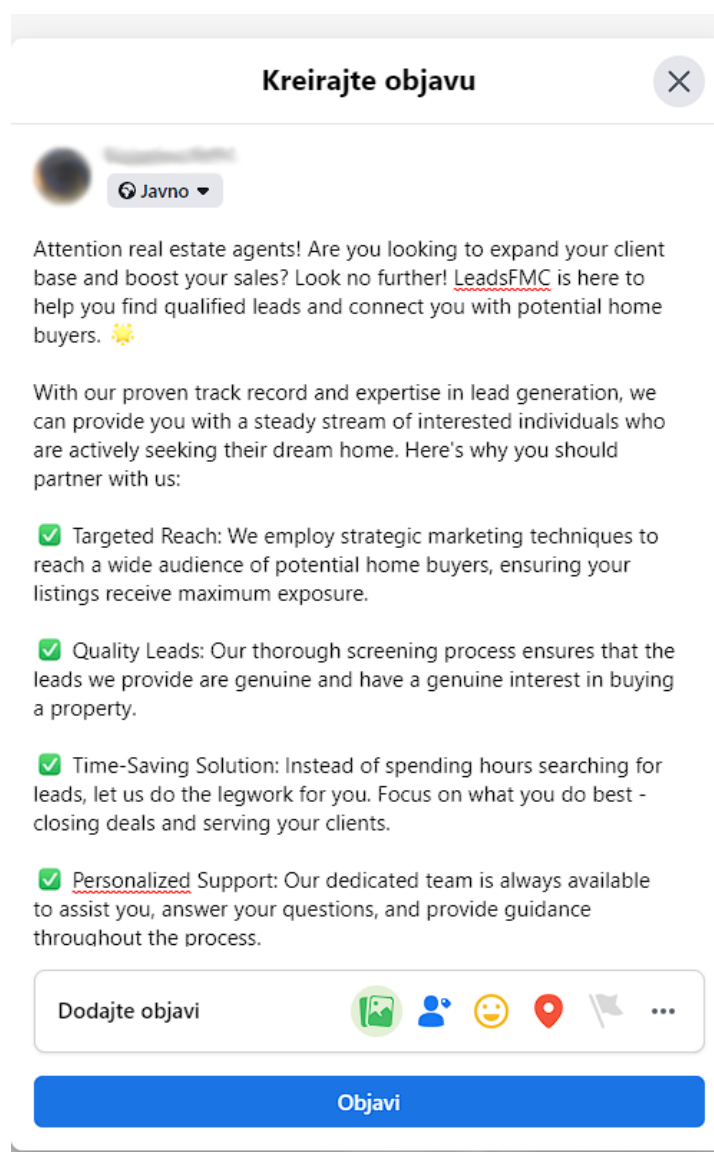 Kreirajte objavu
Javno
Attention real estate agents! Are you looking to expand your client
base and boost your sales? Look no further! LeadsFMC is here to
help you find qualified leads and connect you with potential home
buyers. 🌟
With our proven track record and expertise in lead generation, we
can provide you with a steady stream of interested individuals who
are actively seeking their dream home. Here's why you should
partner with us:
✅ Targeted Reach: We employ strategic marketing techniques to
reach a wide audience of potential home buyers, ensuring your
listings receive maximum exposure.
✅ Quality Leads: Our thorough screening process ensures that the
leads we provide are genuine and have a genuine interest in buying
a property.
✅ Time-Saving Solution: Instead of spending hours searching for
leads, let us do the legwork for you. Focus on what you do best -
closing deals and serving your clients.
✅ Personalized Support: Our dedicated team is always available
to assist you, answer your questions, and provide guidance
throughout the process.
Dodajte objavi
Objavi